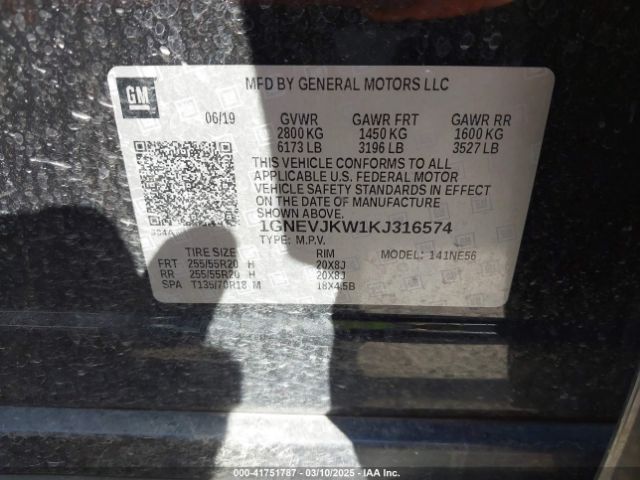 GM
MFD BY GENERAL MOTORS LLC
06/19 GVWR GAWR FRT GAWR RR
2800 KG 1450 KG 1600 KG
6173 LB 3196 LB 3527 LB
THIS VEHICLE CONFORMS TO ALL
APPLICABLE U.S. FEDERAL MOTOR
VEHICLE SAFETY STANDARDS IN EFFECT
ON THE DATE OF MANUFACTURE
SHOWN ABOVE.
1GNEVJKW1KJ316574
TYPE: M.P.V.
TIRE SIZE RIM MODEL: 141NE56
FRT 255/55R20 H 20X8J
RR 255/55R20 H 20X8J
SPA T135/70R18 M 18X4.5B
000-41751787 - 03/10/2025 - IAA Inc.